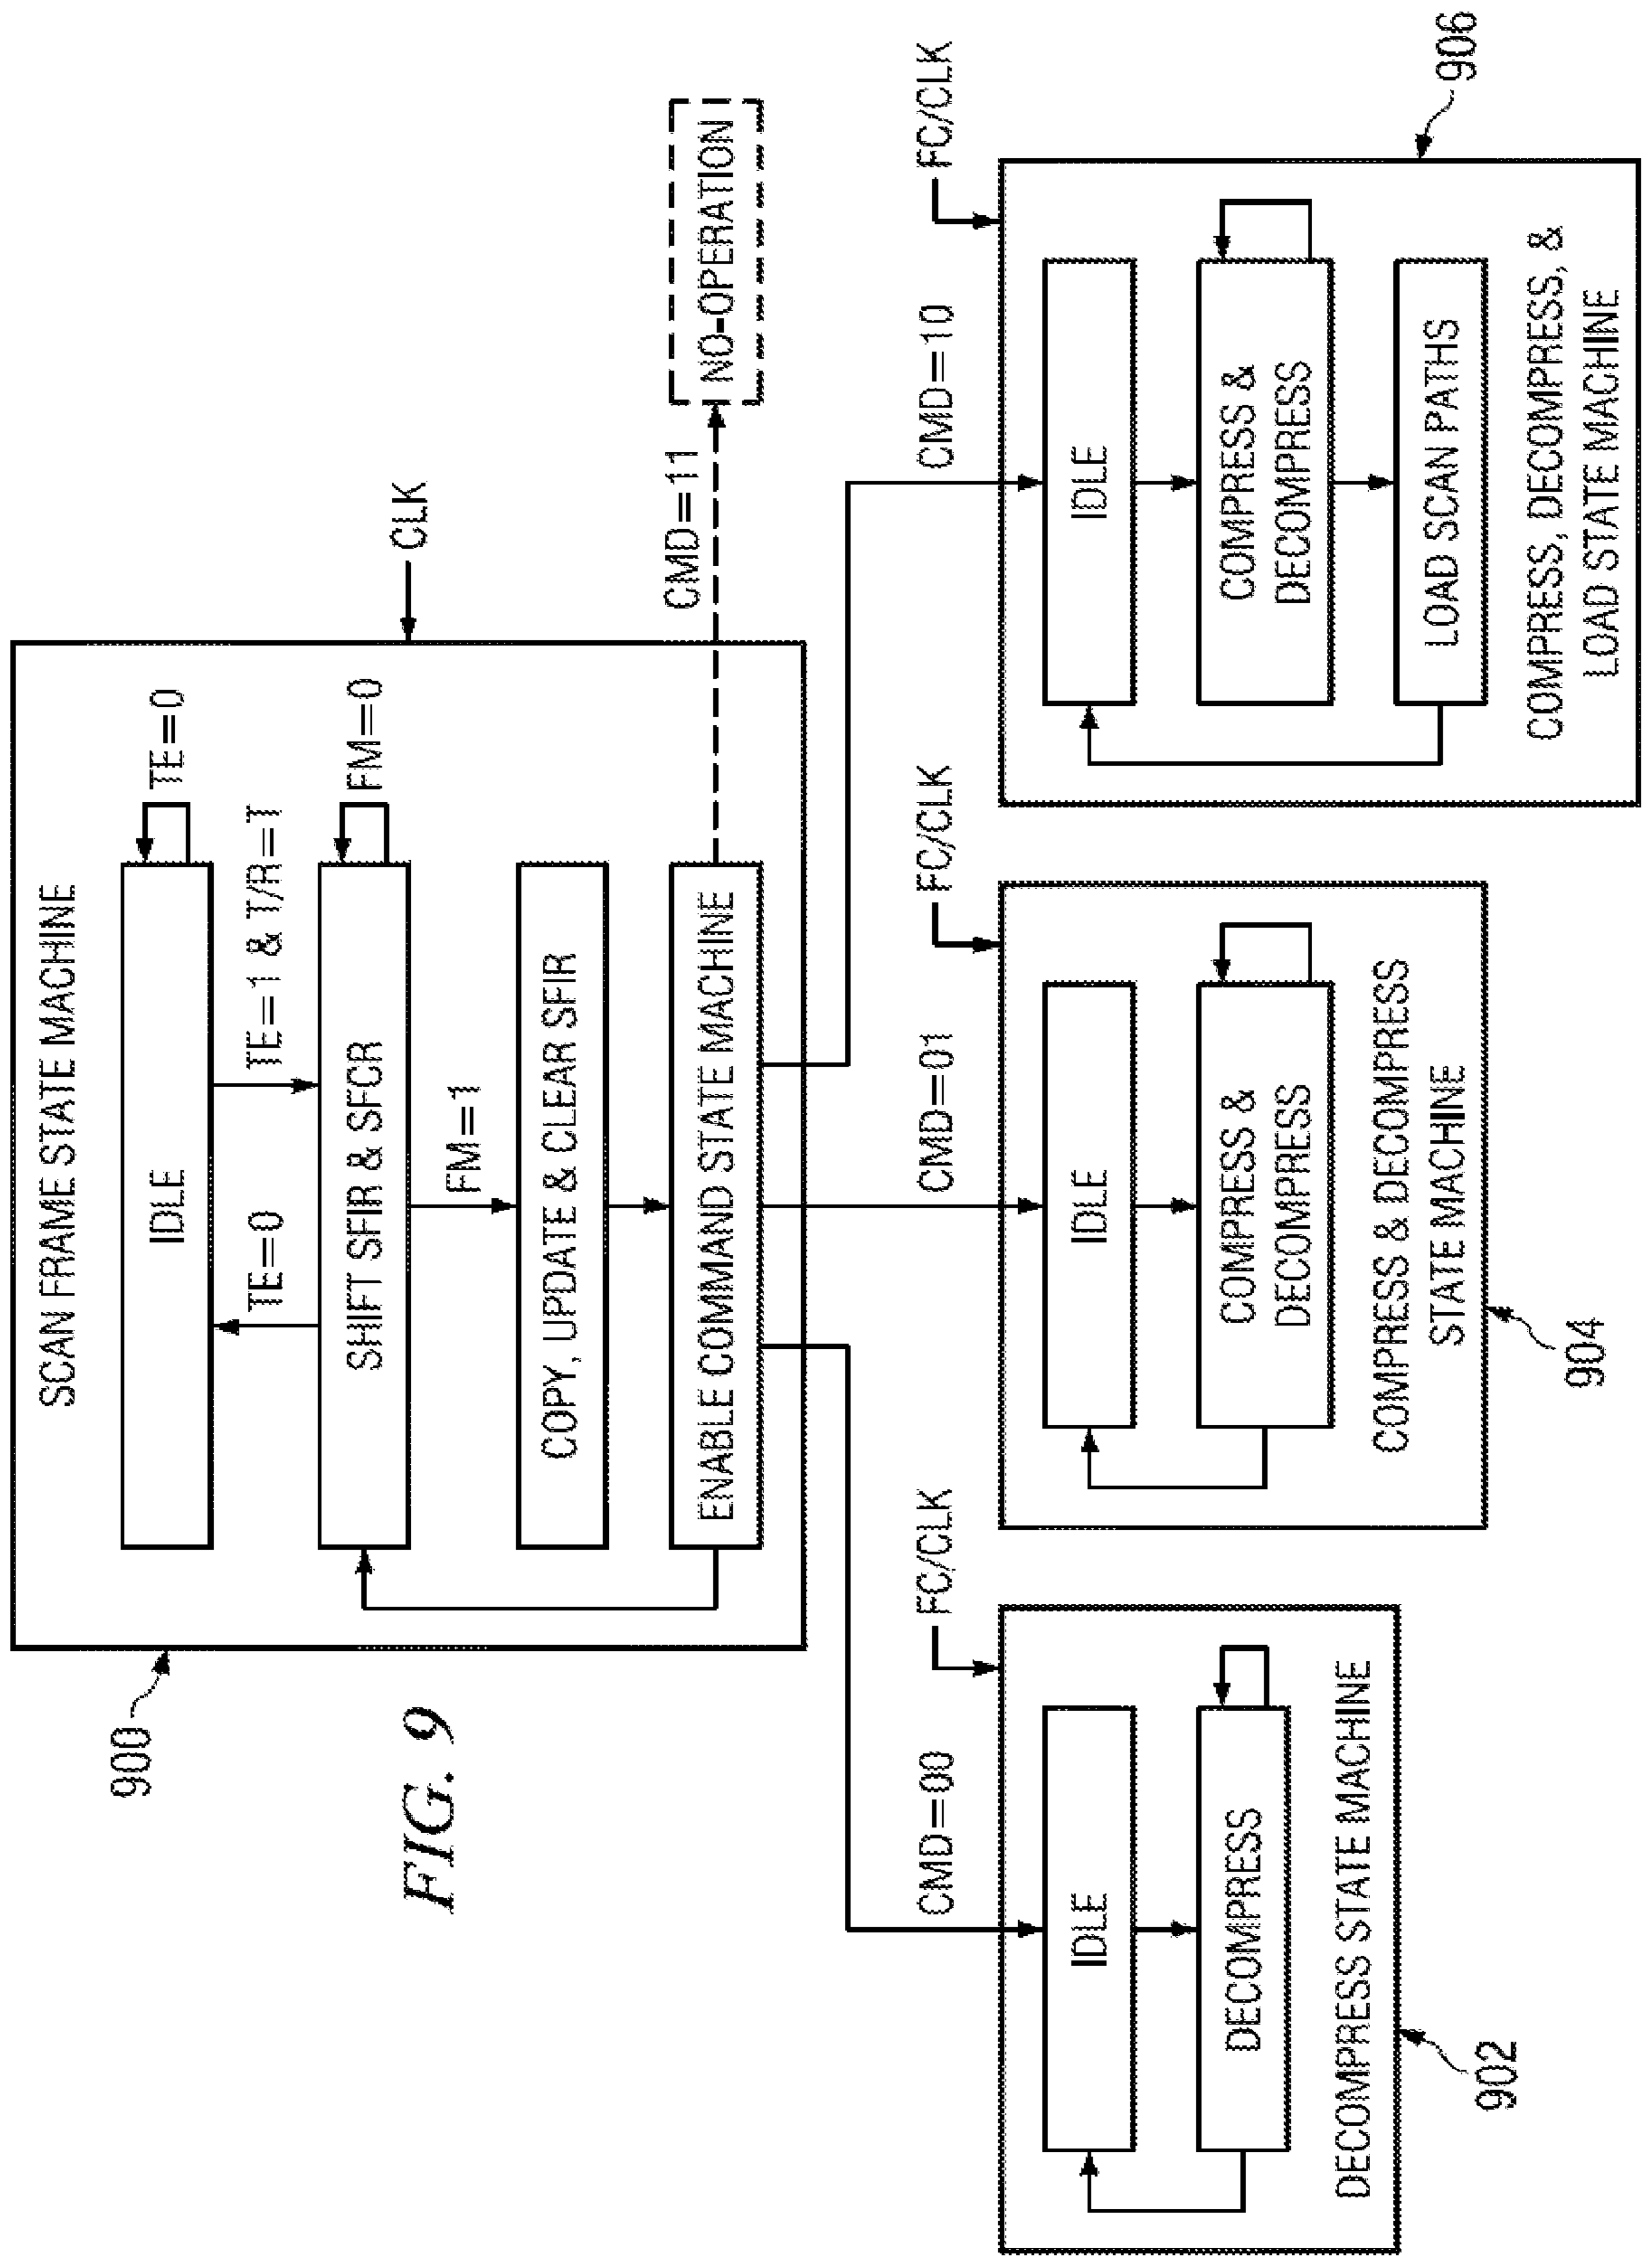 SCAN FRAME STATE MACHINE
900
IDLE
TE=0
TE=0
TE=1 & T/R=T
SHIFT SFIR & SFCR
FM=0
CLK
FM=1
COPY, UPDATE & CLEAR SFIR
ENABLE COMMAND STATE MACHINE
CMD=11
NO-OPERATION
FIG. 9
CMD=00
FC/CLK
CMD=01
FC/CLK
CMD=10
FC/CLK
IDLE
DECOMPRESS
DECOMPRESS STATE MACHINE
902
IDLE
COMPRESS &
DECOMPRESS
COMPRESS & DECOMPRESS
STATE MACHINE
904
IDLE
COMPRESS &
DECOMPRESS
LOAD SCAN PATHS
COMPRESS, DECOMPRESS, &
LOAD STATE MACHINE
906